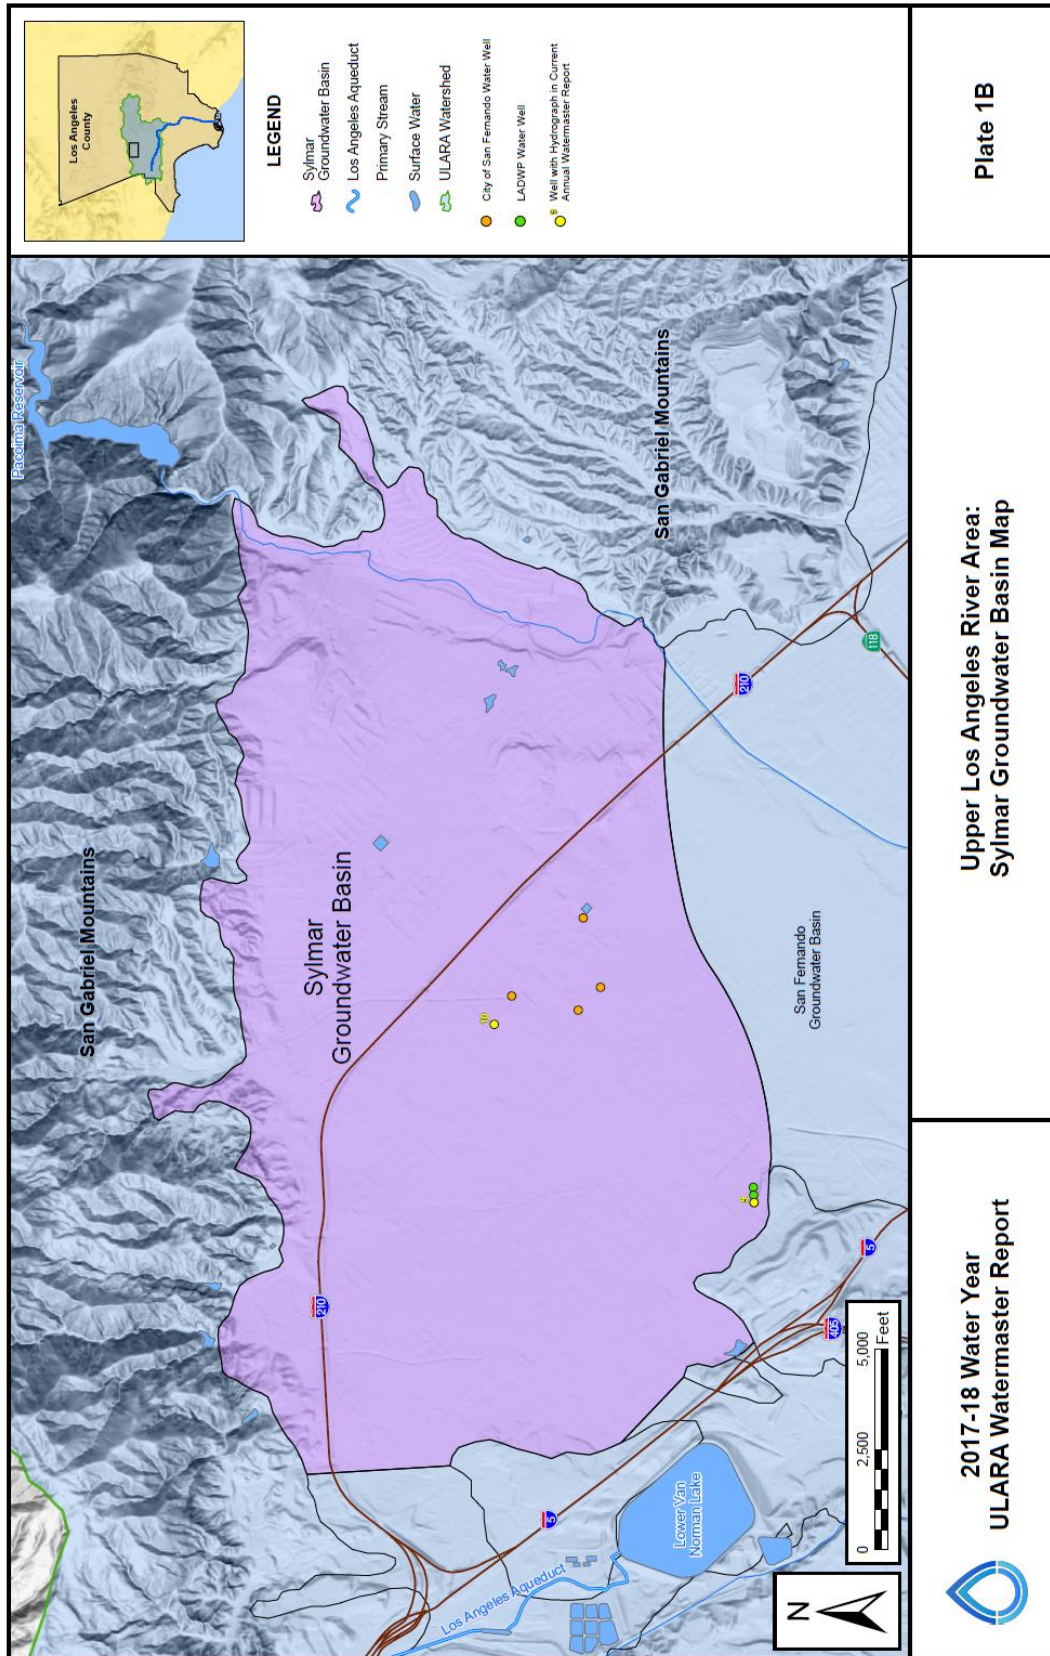 Los Angeles
County
LEGEND
Sylmar
Groundwater Basin
Los Angeles Aqueduct
Primary Stream
Surface Water
ULARA Watershed
City of San Fernando Water Well
LADWP Water Well
9
Well with Hydrograph in Current
Annual Watermaster Report
Pacoima Reservoir
San Gabriel Mountains
San Gabriel Mountains
Sylmar
Groundwater Basin
10
9
San Fernando
Groundwater Basin
210
210
118
5
5
405
Los Angeles Aqueduct
Lower Van
Norman Lake
N
0
2,500
5,000
Feet
2017-18 Water Year
ULARA Watermaster Report
Upper Los Angeles River Area:
Sylmar Groundwater Basin Map
Plate 1B